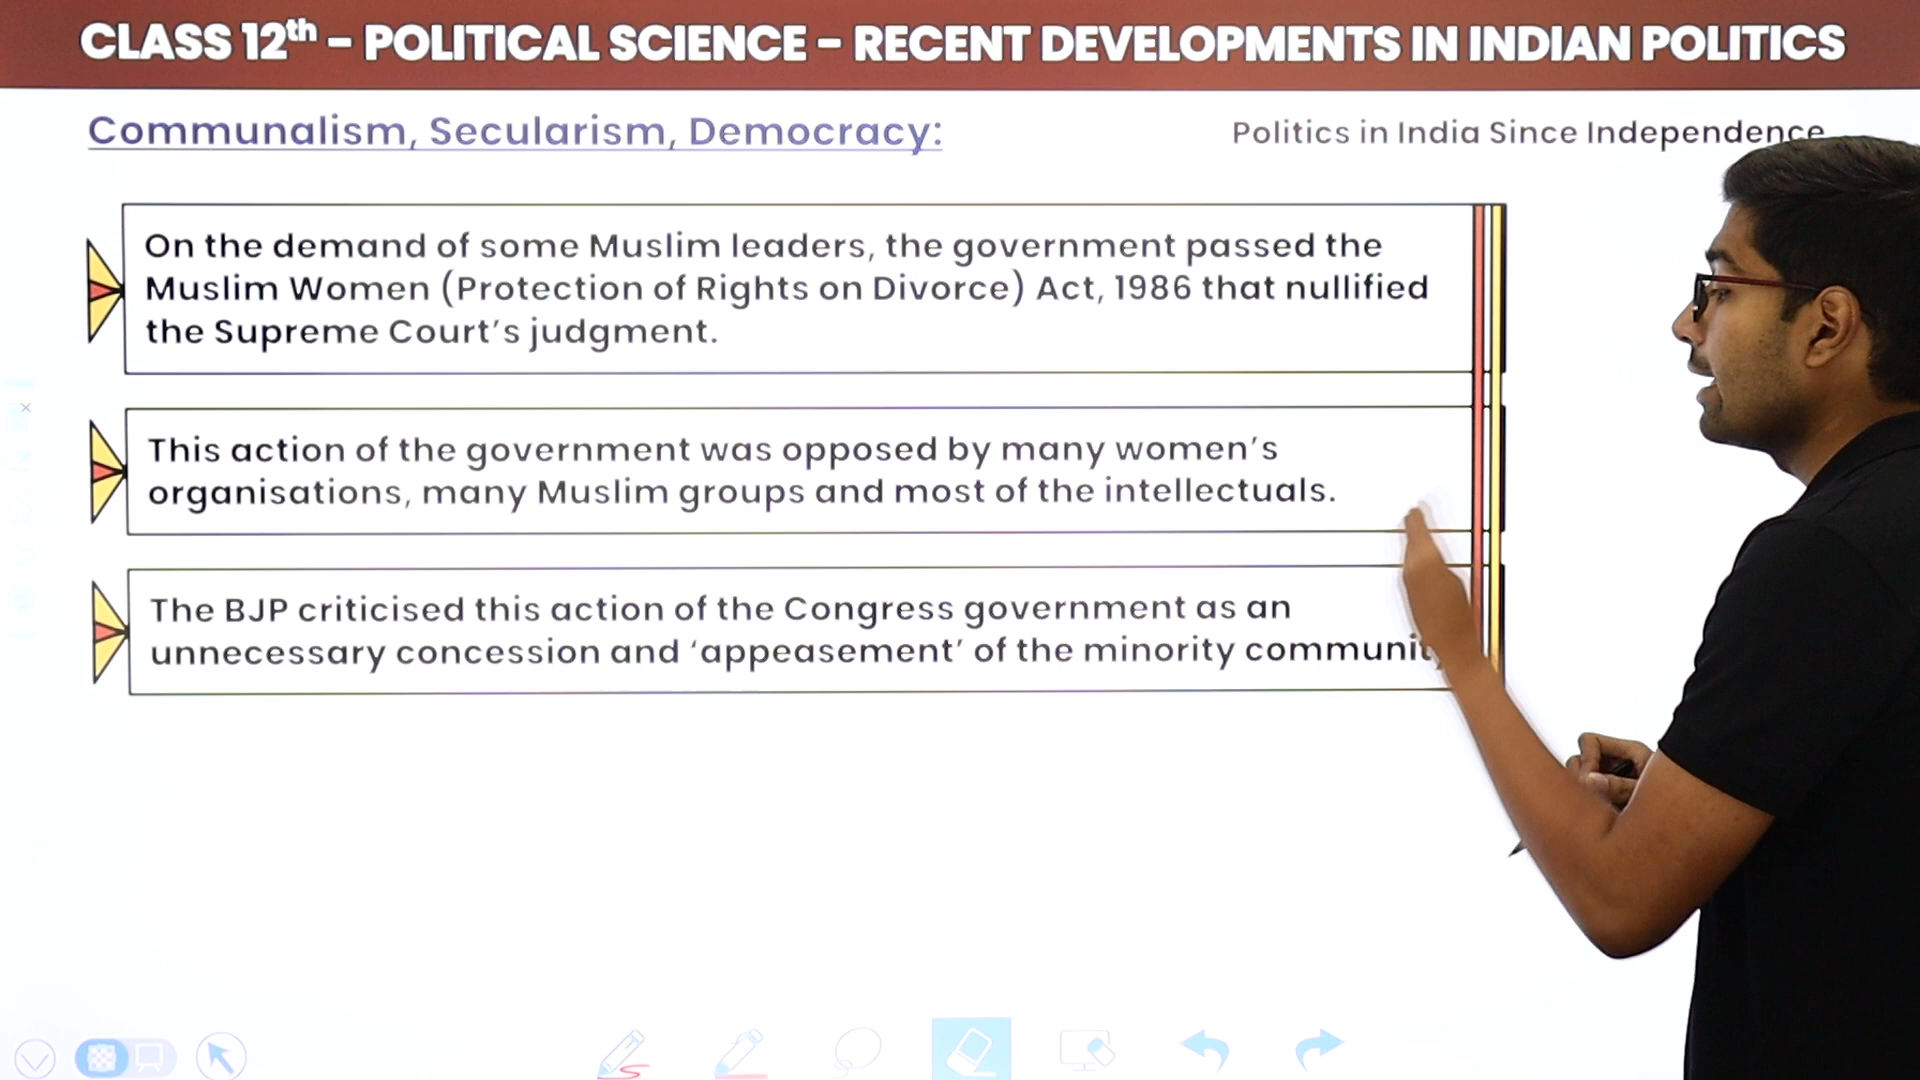 CLASS 12th - POLITICAL SCIENCE - RECENT DEVELOPMENTS IN INDIAN POLITICS
Communalism, Secularism, Democracy:
Politics in India Since Independence
On the demand of some Muslim leaders, the government passed the
Muslim Women (Protection of Rights on Divorce) Act, 1986 that nullified
the Supreme Court's judgment.
This action of the government was opposed by many women's
organisations, many Muslim groups and most of the intellectuals.
The BJP criticised this action of the Congress government as an
unnecessary concession and 'appeasement' of the minority